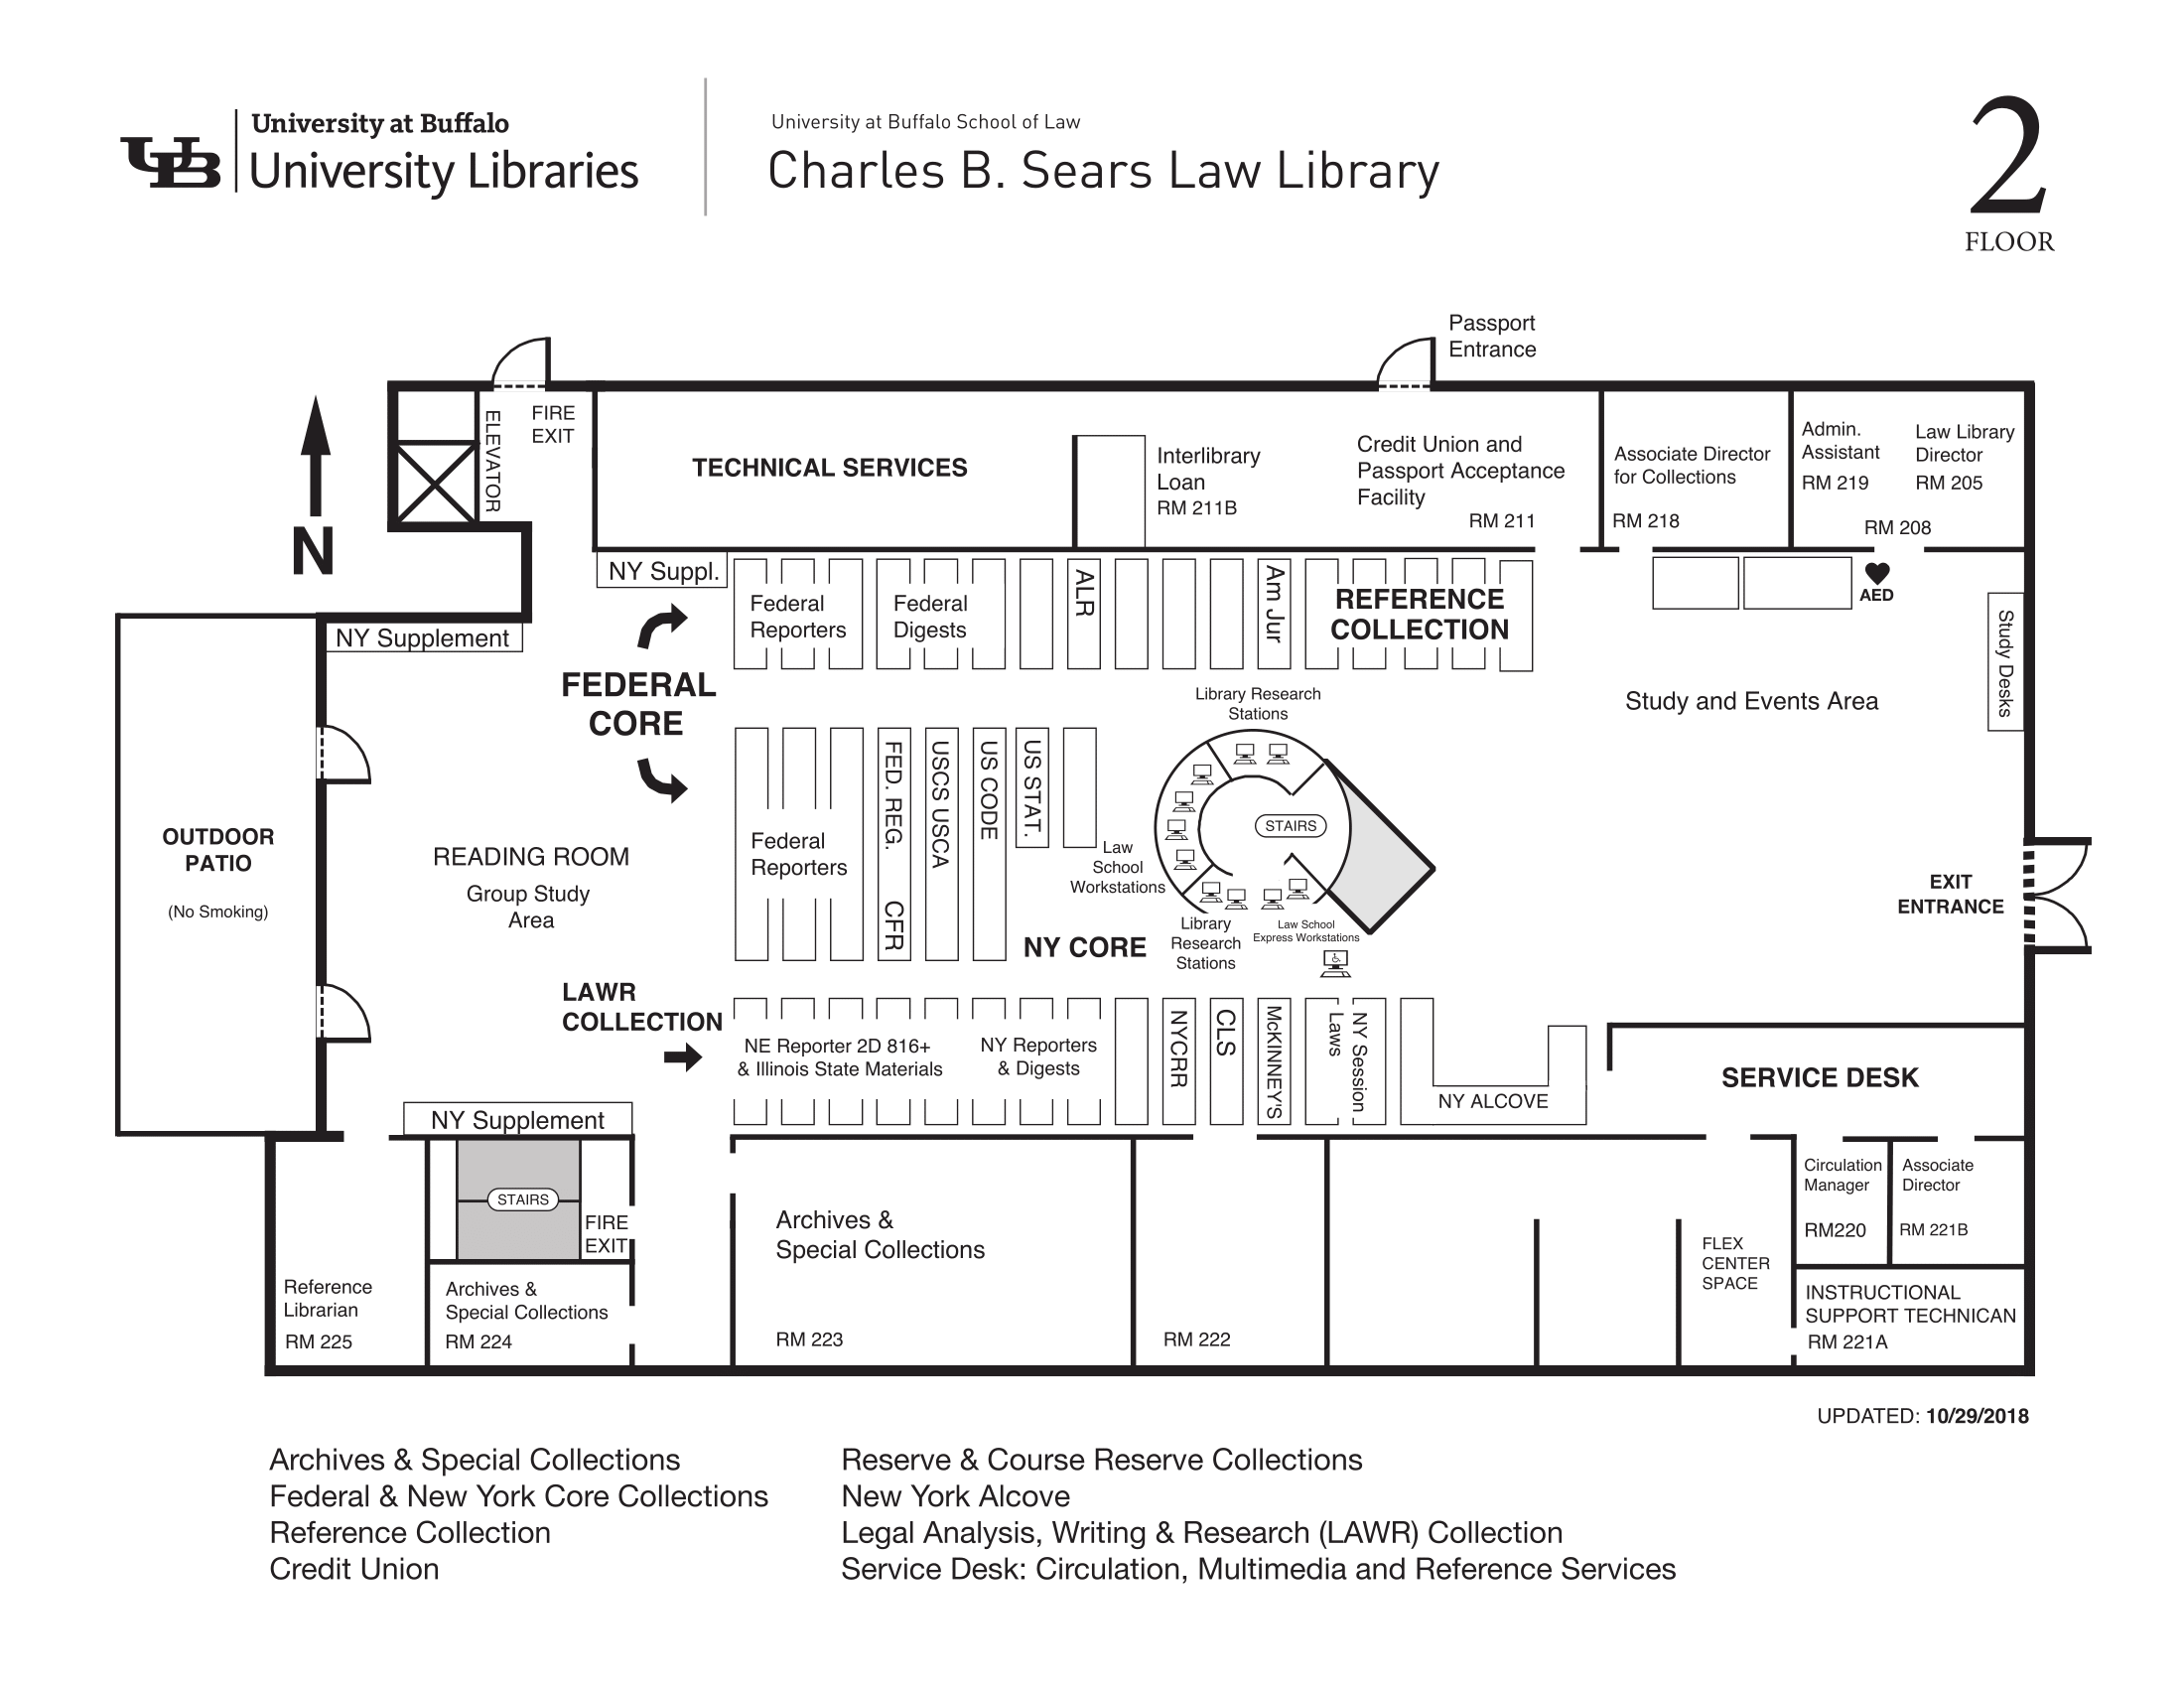 University at Buffalo
UB
University Libraries
University at Buffalo School of Law
Charles B. Sears Law Library
2
FLOOR
Passport
Entrance
N
ELEVATOR
FIRE
EXIT
TECHNICAL SERVICES
Interlibrary
Loan
RM 211B
Credit Union and
Passport Acceptance
Facility
RM 211
Associate Director
for Collections
RM 218
Admin.
Assistant
RM 219
Law Library
Director
RM 205
RM 208
NY Suppl.
Federal
Reporters
Federal
Digests
ALR
Am Jur
REFERENCE
COLLECTION
AED
Study Desks
NY Supplement
FEDERAL
CORE
Library Research
Stations
Study and Events Area
OUTDOOR
PATIO
(No Smoking)
READING ROOM
Group Study
Area
Federal
Reporters
FED. REG.
CFR
USCS USCA
US CODE
US STAT.
Law
School
Workstations
STAIRS
Library
Research
Stations
Law School
Express Workstations
NY CORE
EXIT
ENTRANCE
LAWR
COLLECTION
NE Reporter 2D 816+
& Illinois State Materials
NY Reporters
& Digests
NYCRR
CLS
McKINNEY'S
NY Session
Laws
NY ALCOVE
SERVICE DESK
NY Supplement
STAIRS
FIRE
EXIT
Reference
Librarian
RM 225
Archives &
Special Collections
RM 224
Archives &
Special Collections
RM 223
RM 222
FLEX
CENTER
SPACE
Circulation
Manager
RM220
Associate
Director
RM 221B
INSTRUCTIONAL
SUPPORT TECHNICAN
RM 221A
UPDATED: 10/29/2018
Archives & Special Collections
Federal & New York Core Collections
Reference Collection
Credit Union
Reserve & Course Reserve Collections
New York Alcove
Legal Analysis, Writing & Research (LAWR) Collection
Service Desk: Circulation, Multimedia and Reference Services